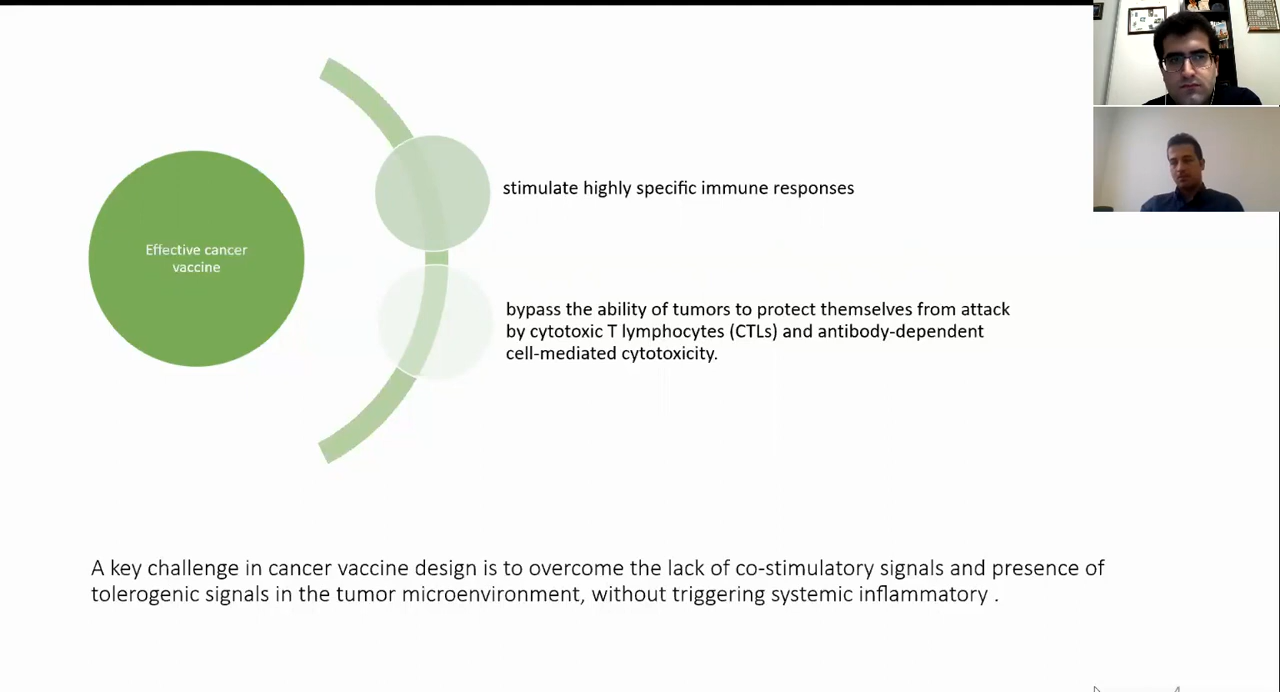 Effective cancer
vaccine
stimulate highly specific immune responses
bypass the ability of tumors to protect themselves from attack
by cytotoxic T lymphocytes (CTLs) and antibody-dependent
cell-mediated cytotoxicity.
A key challenge in cancer vaccine design is to overcome the lack of co-stimulatory signals and presence of
tolerogenic signals in the tumor microenvironment, without triggering systemic inflammatory .